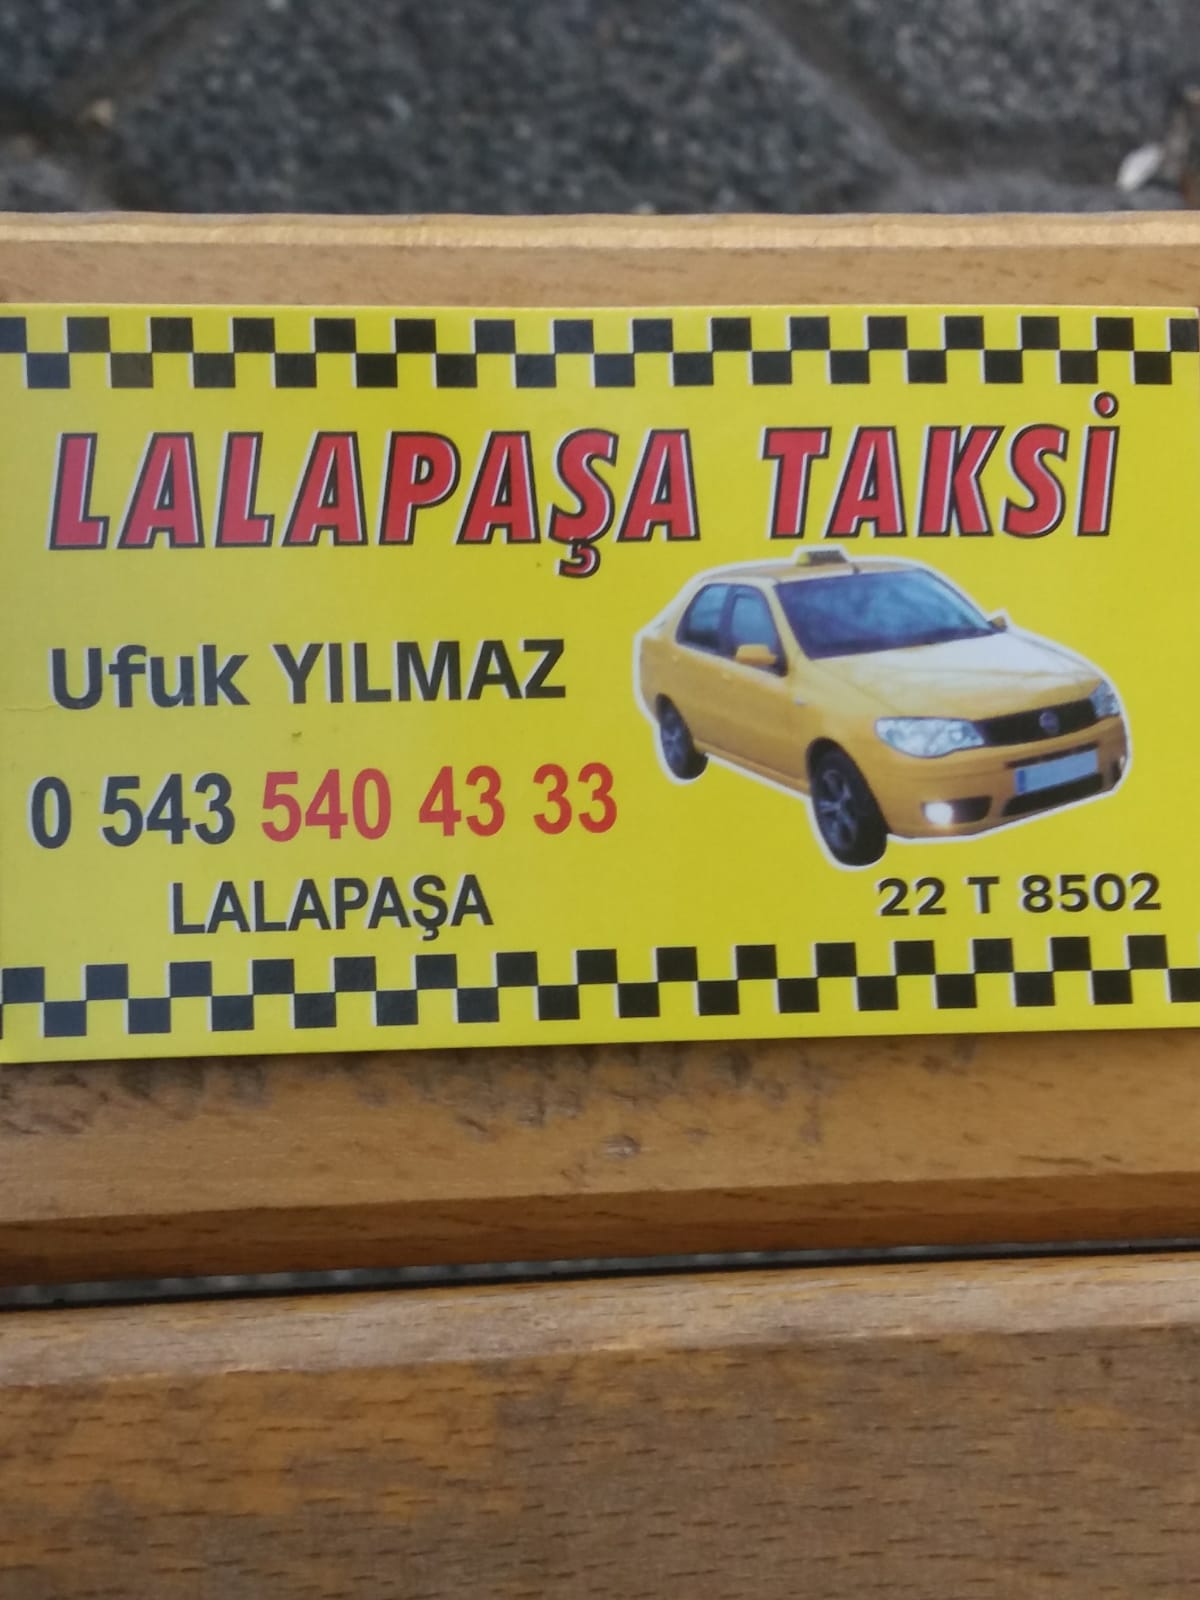 LALAPAŞA TAKSİ
Ufuk YILMAZ
0 543 540 43 33
LALAPAŞA
22 T 8502